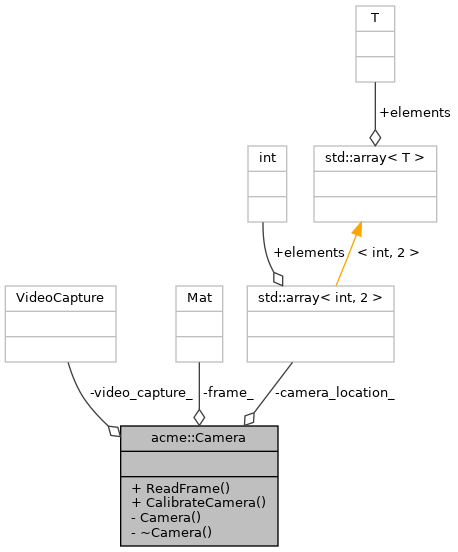 T
+elements
int
std::array< T >
+elements
< int, 2 >
VideoCapture
Mat
std::array< int, 2 >
-video_capture_
-frame_
-camera_location_
acme::Camera
+ ReadFrame()
+ CalibrateCamera()
- Camera()
- ~Camera()